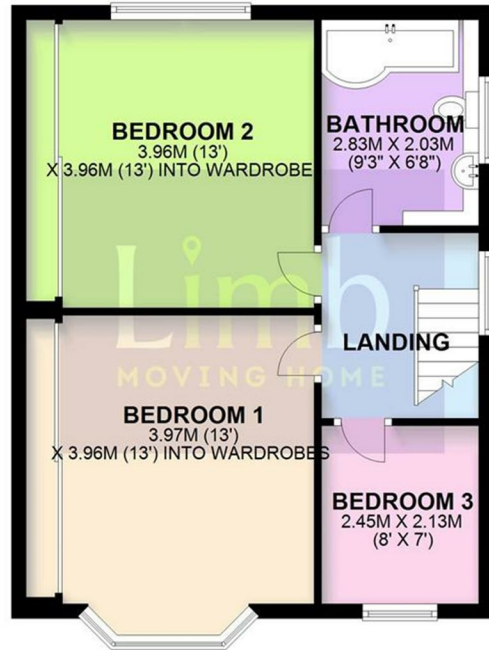 BEDROOM 2
3.96M (13')
X 3.96M (13') INTO WARDROBE
BATHROOM
2.83M X 2.03M
(9'3" X 6'8")
Limb
MOVING HOME
LANDING
BEDROOM 1
3.97M (13')
X 3.96M (13') INTO WARDROBES
BEDROOM 3
2.45M X 2.13M
(8' X 7')